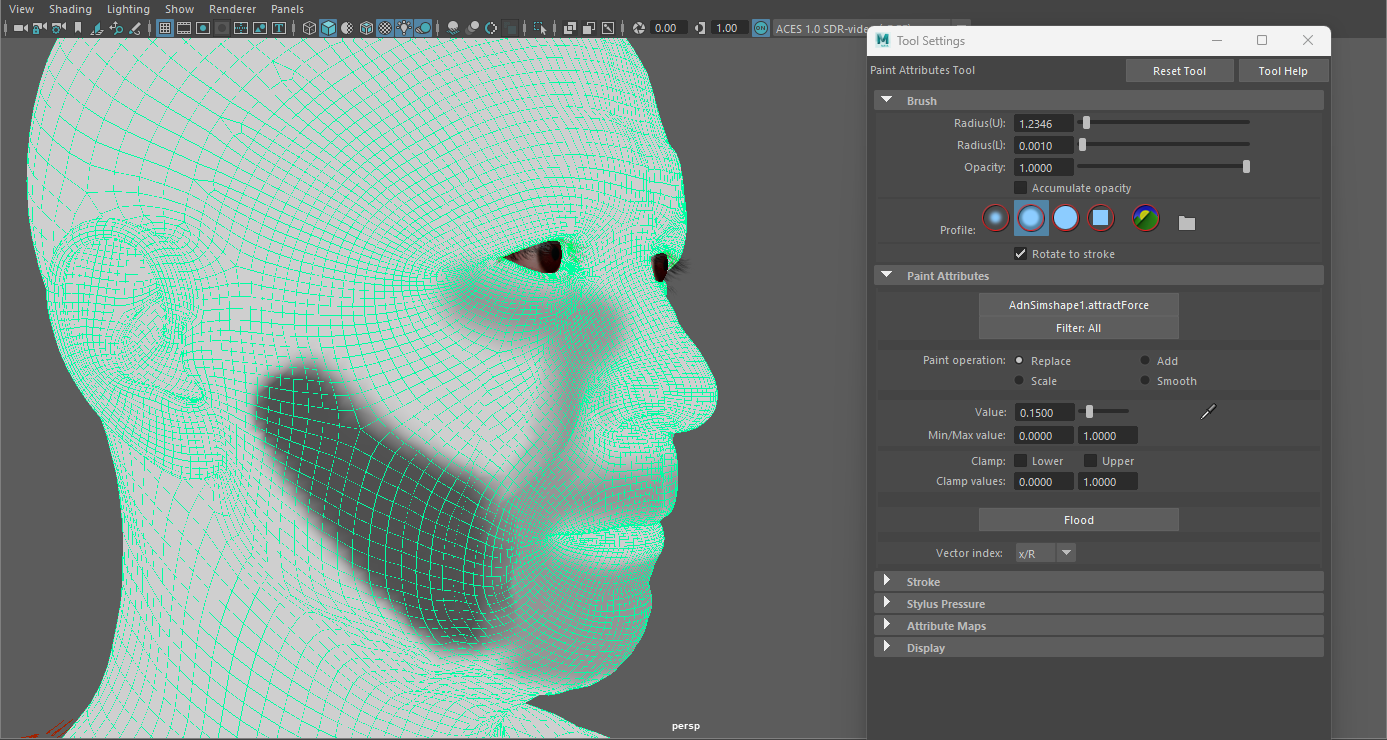 View Shading Lighting Show Renderer Panels
0.00 1.00 ON ACES 1.0 SDR-vide
Tool Settings
Paint Attributes Tool Reset Tool Tool Help
Brush
Radius(U): 1.2346
Radius(L): 0.0010
Opacity: 1.0000
Accumulate opacity
Profile:
Rotate to stroke
Paint Attributes
AdnSimshape1.attractForce
Filter: All
Paint operation: Replace Add
Scale Smooth
Value: 0.1500
Min/Max value: 0.0000 1.0000
Clamp: Lower Upper
Clamp values: 0.0000 1.0000
Flood
Vector index: x/R
Stroke
Stylus Pressure
Attribute Maps
Display
persp